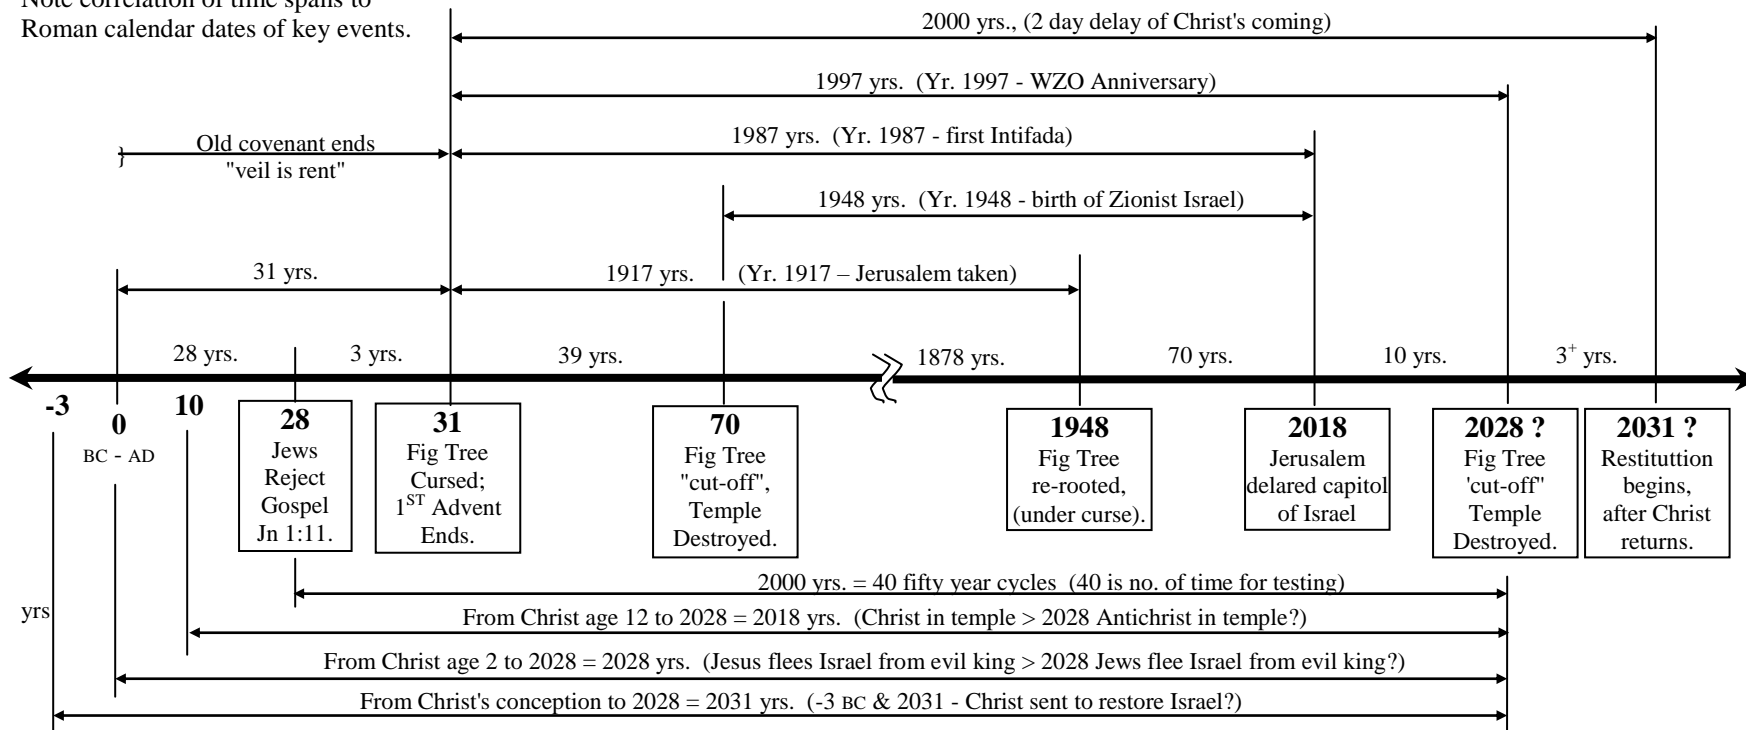 Note correlation of time spans to
Roman calendar dates of key events.
2000 yrs., (2 day delay of Christ's coming)
1997 yrs. (Yr. 1997 - WZO Anniversary)
Old covenant ends
"veil is rent"
}
1987 yrs. (Yr. 1987 - first Intifada)
1948 yrs. (Yr. 1948 - birth of Zionist Israel)
31 yrs.
1917 yrs. (Yr. 1917 – Jerusalem taken)
28 yrs.
3 yrs.
39 yrs.
1878 yrs.
70 yrs.
10 yrs.
3+ yrs.
-3
0
BC - AD
10
28
Jews
Reject
Gospel
Jn 1:11.
31
Fig Tree
Cursed;
1ST Advent
Ends.
70
Fig Tree
"cut-off",
Temple
Destroyed.
1948
Fig Tree
re-rooted,
(under curse).
2018
Jerusalem
delared capitol
of Israel
2028 ?
Fig Tree
'cut-off"
Temple
Destroyed.
2031 ?
Restituttion
begins,
after Christ
returns.
2000 yrs. = 40 fifty year cycles (40 is no. of time for testing)
yrs
From Christ age 12 to 2028 = 2018 yrs. (Christ in temple > 2028 Antichrist in temple?)
From Christ age 2 to 2028 = 2028 yrs. (Jesus flees Israel from evil king > 2028 Jews flee Israel from evil king?)
From Christ's conception to 2028 = 2031 yrs. (-3 BC & 2031 - Christ sent to restore Israel?)